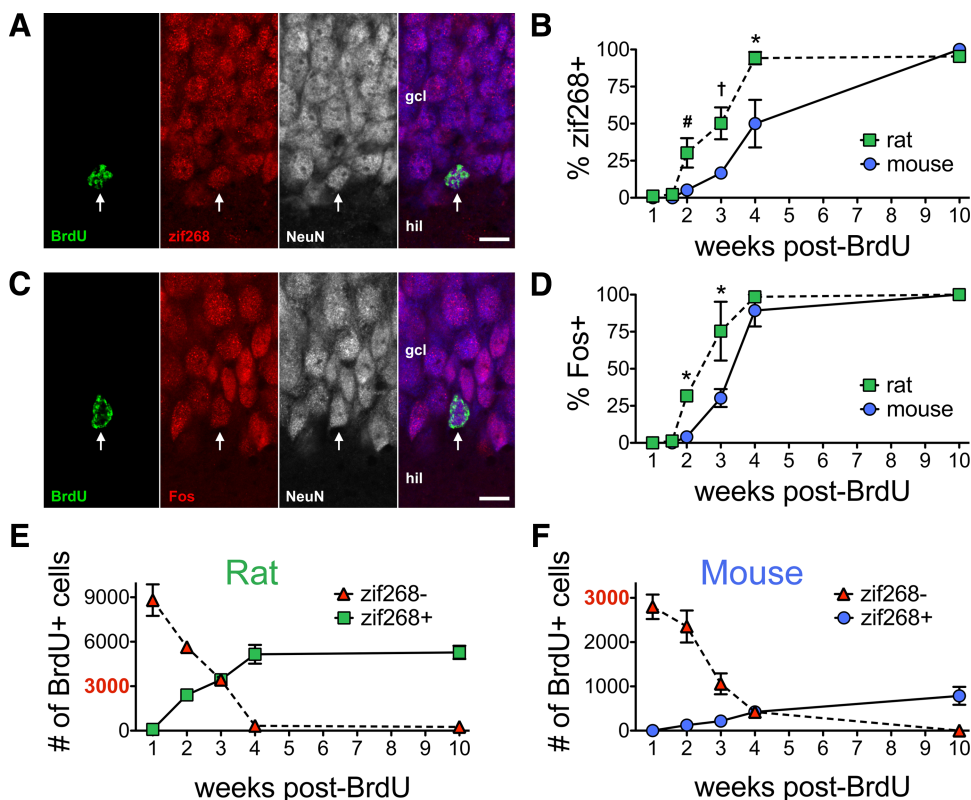 A
BrdU
zif268
NeuN
gcl
hil
B
% zif268+
100
75
50
25
0
#
†
*
rat
mouse
1 2 3 4 5 6 7 8 9 10
weeks post-BrdU
C
BrdU
Fos
NeuN
gcl
hil
D
% Fos+
100
75
50
25
0
*
*
rat
mouse
1 2 3 4 5 6 7 8 9 10
weeks post-BrdU
E
Rat
# of BrdU+ cells
9000
6000
3000
0
zif268-
zif268+
1 2 3 4 5 6 7 8 9 10
weeks post-BrdU
F
Mouse
# of BrdU+ cells
3000
2000
1000
0
zif268-
zif268+
1 2 3 4 5 6 7 8 9 10
weeks post-BrdU